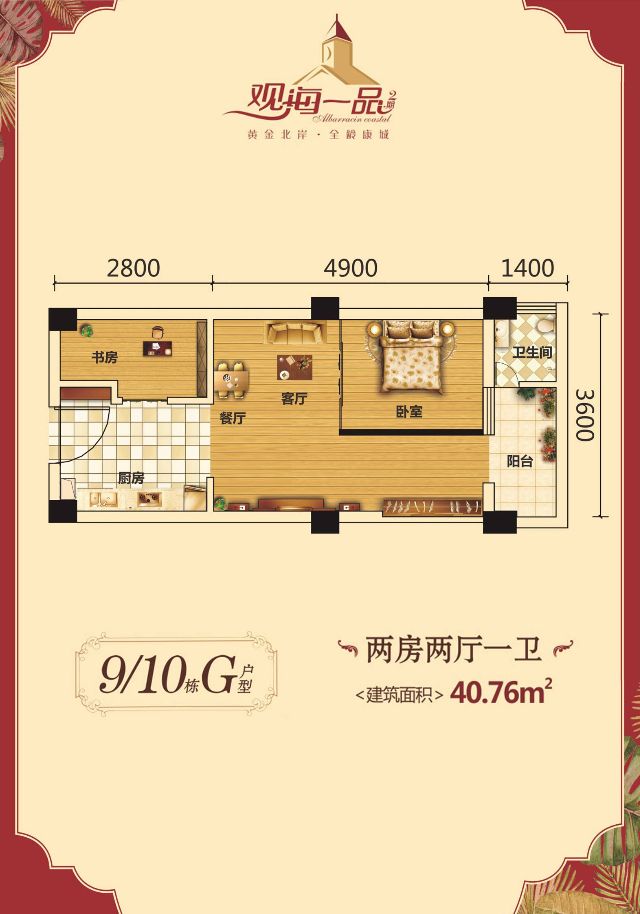 观海一品2期
Albarracin coastal
黄金北岸·全龄康城
2800 4900 1400
书房
卫生间
客厅
卧室
餐厅
3600
阳台
厨房
9/10栋G户型
两房两厅一卫
<建筑面积> 40.76m²